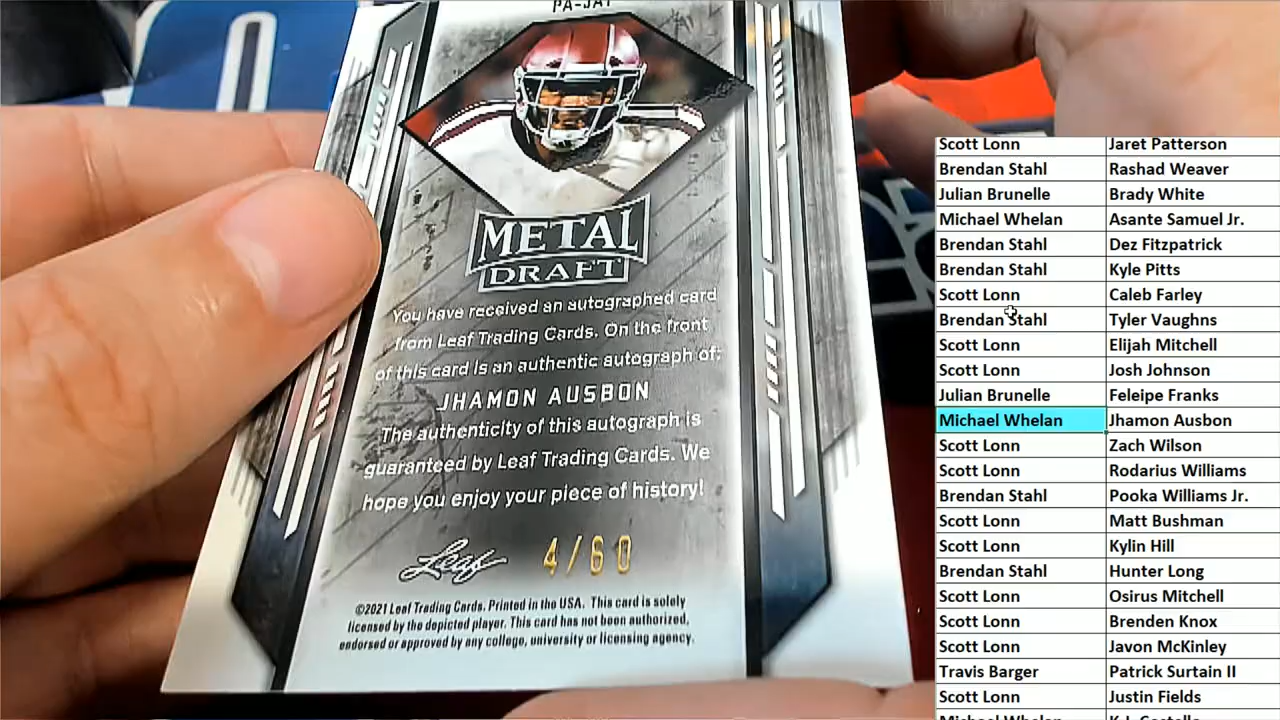 PA-JA1
METAL
DRAFT
You have received an autographed card
from Leaf Trading Cards. On the front
of this card is an authentic autograph of:
JHAMON AUSBON
The authenticity of this autograph is
guaranteed by Leaf Trading Cards. We
hope you enjoy your piece of history!
Leaf 4/60
©2021 Leaf Trading Cards. Printed in the USA. This card is solely
licensed by the depicted player. This card has not been authorized,
endorsed or approved by any college, university or licensing agency.
Scott Lonn Jaret Patterson
Brendan Stahl Rashad Weaver
Julian Brunelle Brady White
Michael Whelan Asante Samuel Jr.
Brendan Stahl Dez Fitzpatrick
Brendan Stahl Kyle Pitts
Scott Lonn Caleb Farley
Brendan Stahl Tyler Vaughns
Scott Lonn Elijah Mitchell
Scott Lonn Josh Johnson
Julian Brunelle Feleipe Franks
Michael Whelan Jhamon Ausbon
Scott Lonn Zach Wilson
Scott Lonn Rodarius Williams
Brendan Stahl Pooka Williams Jr.
Scott Lonn Matt Bushman
Scott Lonn Kylin Hill
Brendan Stahl Hunter Long
Scott Lonn Osirus Mitchell
Scott Lonn Brenden Knox
Scott Lonn Javon McKinley
Travis Barger Patrick Surtain II
Scott Lonn Justin Fields
Michael Whelan K.J. Costello